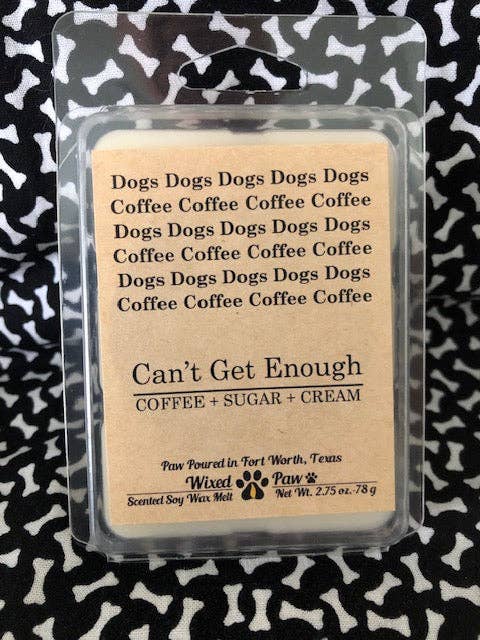 Dogs Dogs Dogs Dogs Dogs
Coffee Coffee Coffee Coffee
Dogs Dogs Dogs Dogs Dogs
Coffee Coffee Coffee Coffee
Dogs Dogs Dogs Dogs Dogs
Coffee Coffee Coffee Coffee
Can't Get Enough
COFFEE + SUGAR + CREAM
Paw Poured in Fort Worth, Texas
Wixed Paw
Scented Soy Wax Melt Net Wt. 2.75 oz.-78 g